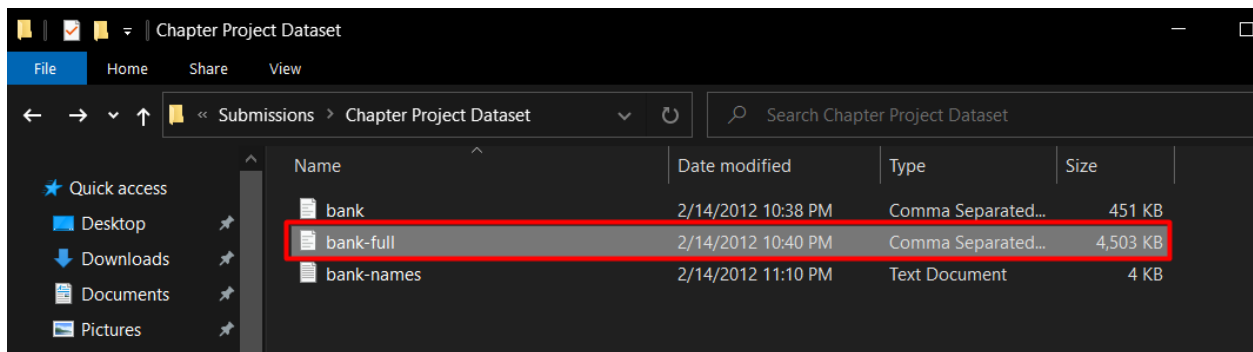 Chapter Project Dataset
File Home Share View
« Submissions > Chapter Project Dataset
Search Chapter Project Dataset
Name Date modified Type Size
Quick access
Desktop
Downloads
Documents
Pictures
bank 2/14/2012 10:38 PM Comma Separated... 451 KB
bank-full 2/14/2012 10:40 PM Comma Separated... 4,503 KB
bank-names 2/14/2012 11:10 PM Text Document 4 KB